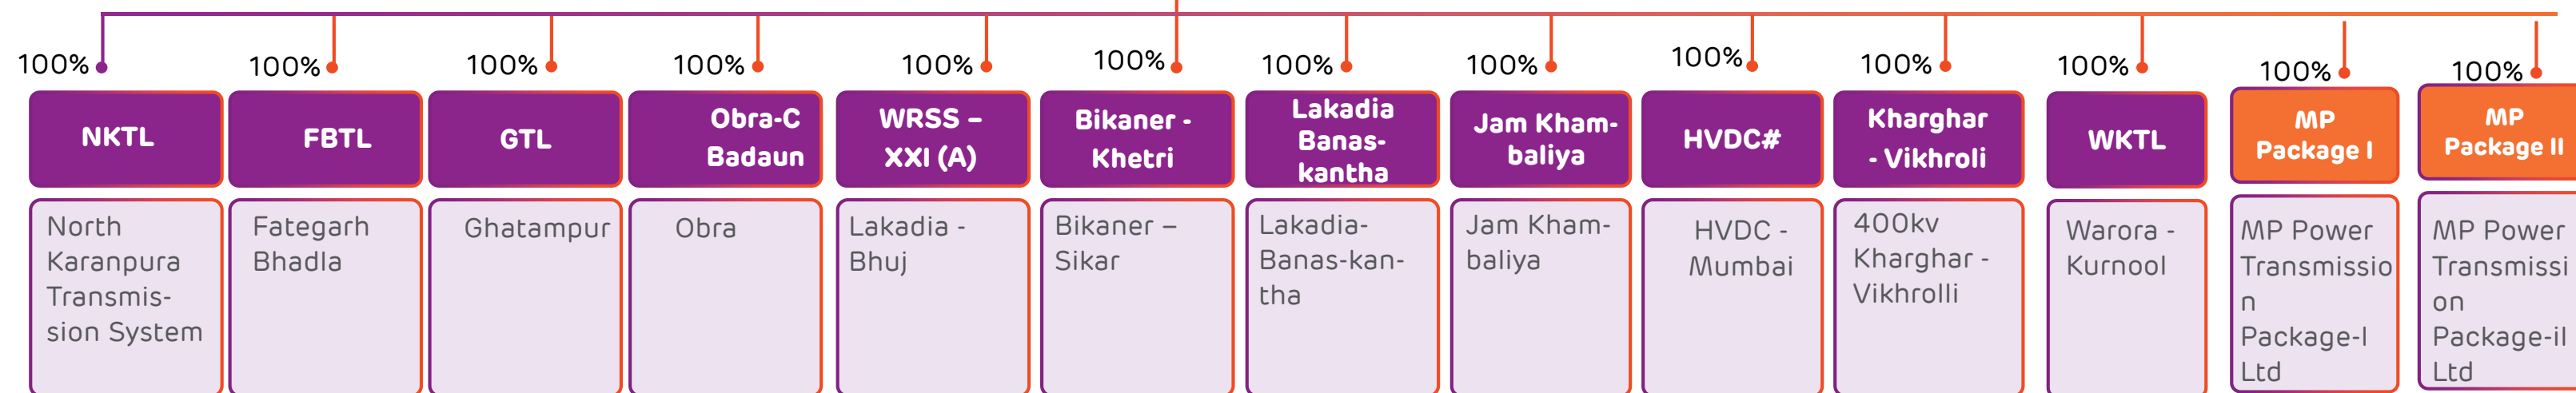 100%
100%
100%
100%
100%
100%
100%
100%
100%
100%
100%
100%
100%
NKTL
FBTL
GTL
Obra-C
Badaun
WRSS –
XXI (A)
Bikaner -
Khetri
Lakadia
Banas-
kantha
Jam Kham-
baliya
HVDC#
Kharghar
- Vikhroli
WKTL
MP
Package I
MP
Package II
North
Karanpura
Transmis-
sion System
Fategarh
Bhadla
Ghatampur
Obra
Lakadia -
Bhuj
Bikaner –
Sikar
Lakadia-
Banas-kan-
tha
Jam Kham-
baliya
HVDC -
Mumbai
400kv
Kharghar -
Vikhrolli
Warora -
Kurnool
MP Power
Transmissio
n
Package-I
Ltd
MP Power
Transmissi
on
Package-iI
Ltd